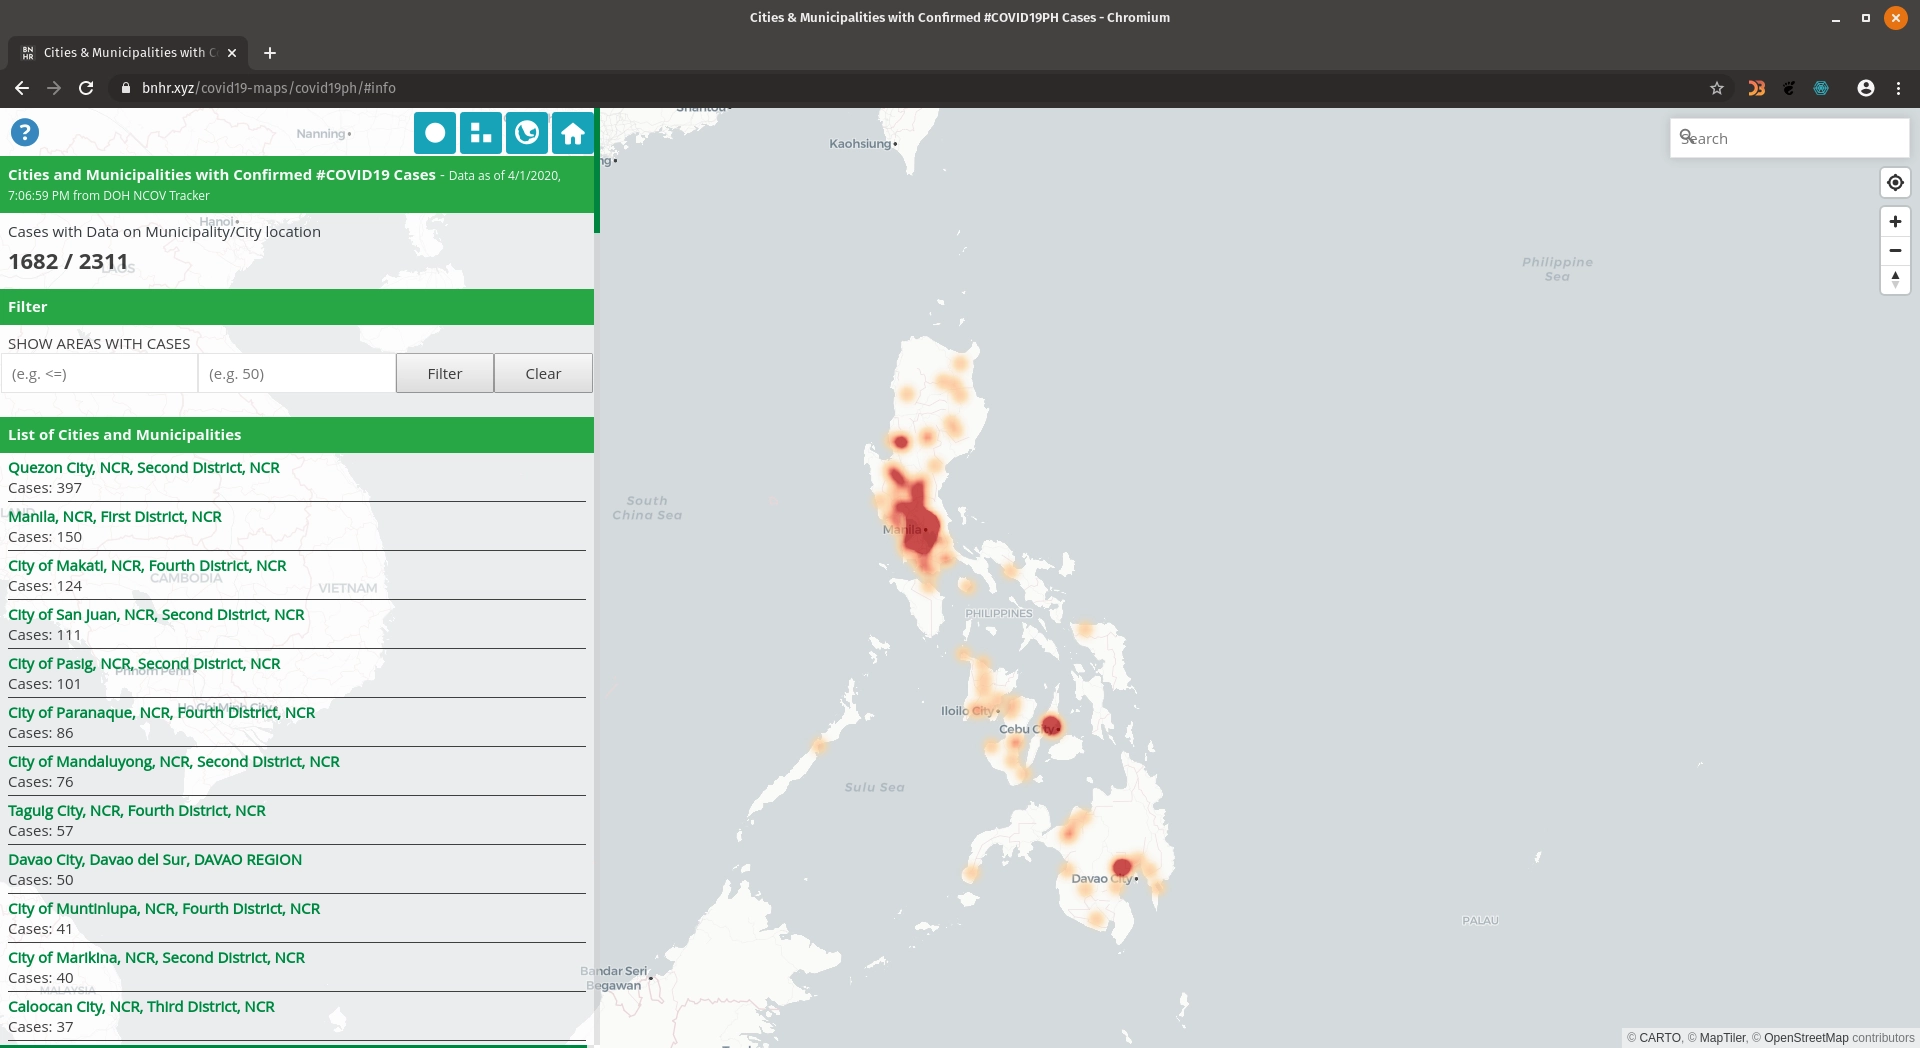 Cities & Municipalities with Confirmed #COVID19PH Cases - Chromium
BN
HR
Cities & Municipalities with C
bnhr.xyz/covid19-maps/covid19ph/#info
?
Nanning
Cities and Municipalities with Confirmed #COVID19 Cases - Data as of 4/1/2020,
7:06:59 PM from DOH NCOV Tracker
Hanoi
Cases with Data on Municipality/City location
1682 / 2311
LAOS
Filter
SHOW AREAS WITH CASES
(e.g. <=)
(e.g. 50)
Filter
Clear
List of Cities and Municipalities
Quezon City, NCR, Second District, NCR
Cases: 397
Manila, NCR, First District, NCR
Cases: 150
City of Makati, NCR, Fourth District, NCR
CAMBODIA
Cases: 124
VIETNAM
City of San Juan, NCR, Second District, NCR
Cases: 111
City of Pasig, NCR, Second District, NCR
Phnom Penh
Cases: 101
Ho Chi Minh City
City of Paranaque, NCR, Fourth District, NCR
Cases: 86
City of Mandaluyong, NCR, Second District, NCR
Cases: 76
Taguig City, NCR, Fourth District, NCR
Cases: 57
Davao City, Davao del Sur, DAVAO REGION
Cases: 50
City of Muntinlupa, NCR, Fourth District, NCR
Cases: 41
City of Marikina, NCR, Second District, NCR
Cases: 40
MALAYSIA
Caloocan City, NCR, Third District, NCR
Cases: 37
Shantou
Kaohsiung
Search
Philippine
Sea
South
China Sea
Manila
PHILIPPINES
Iloilo City
Cebu City
Sulu Sea
Davao City
PALAU
Bandar Seri
Begawan
© CARTO, © MapTiler, © OpenStreetMap contributors